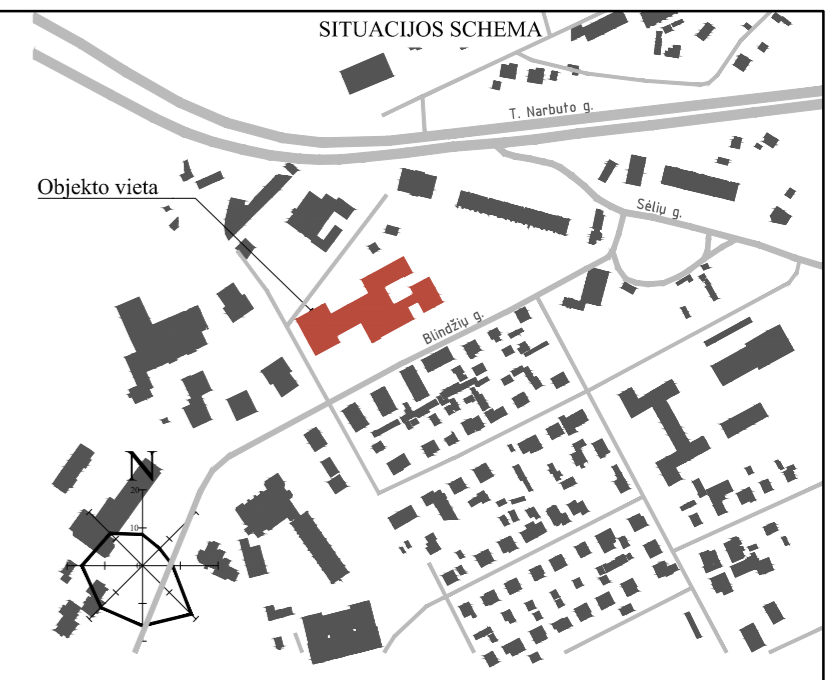 SITUACIJOS SCHEMA
T. Narbuto g.
Objekto vieta
Sėlių g.
Blindžių g.
N
20
10